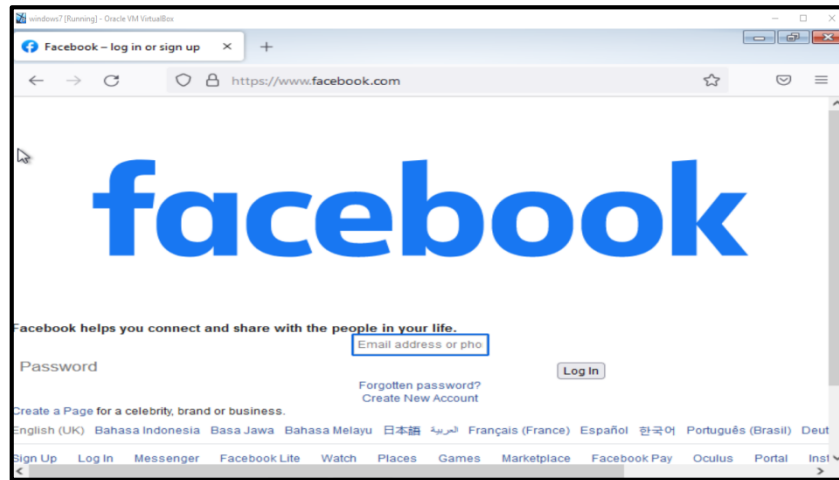 windows7 [Running] - Oracle VM VirtualBox
Facebook – log in or sign up
https://www.facebook.com
facebook
Facebook helps you connect and share with the people in your life.
Email address or pho
Password
Log In
Forgotten password?
Create New Account
Create a Page for a celebrity, brand or business.
English (UK) Bahasa Indonesia Basa Jawa Bahasa Melayu 日本語 العربية Français (France) Español 한국어 Português (Brasil) Deut
Sign Up Log In Messenger Facebook Lite Watch Places Games Marketplace Facebook Pay Oculus Portal Inst